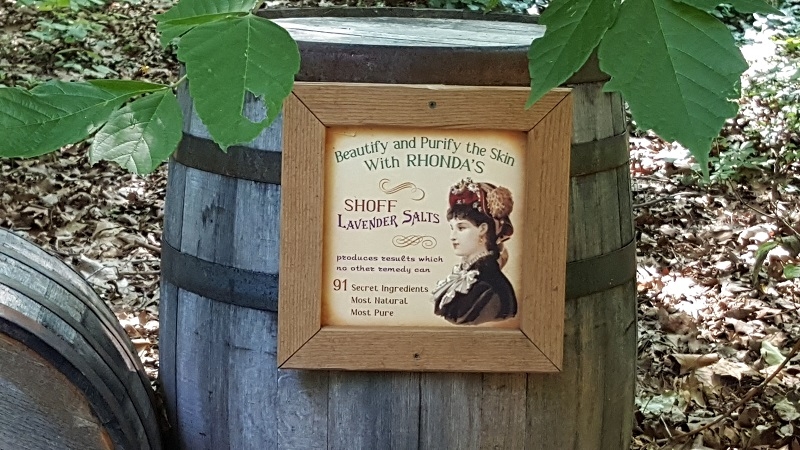 Beautify and Purify the Skin
With RHONDA'S
SHOFF
LAVENDER SALTS
produces results which
no other remedy can
91 Secret Ingredients
Most Natural
Most Pure